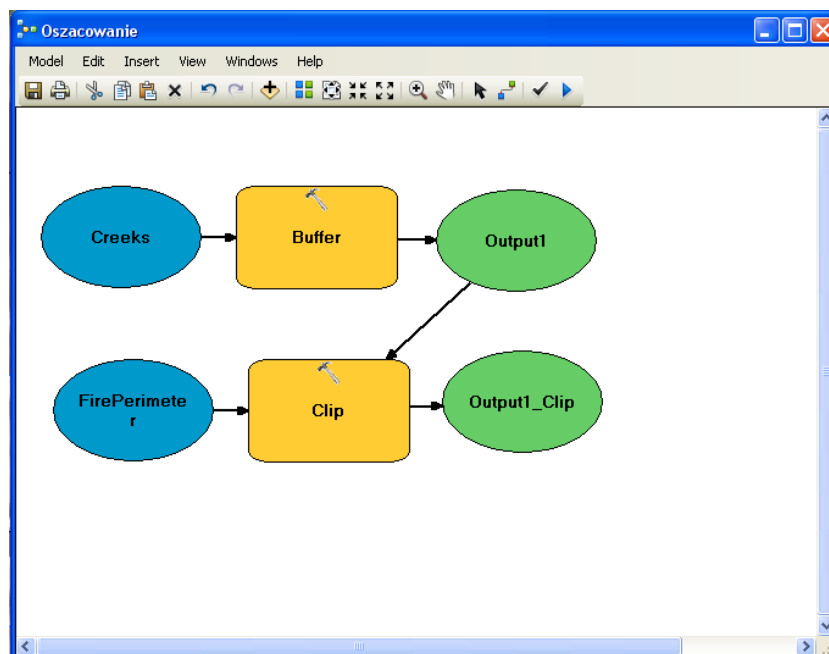 Oszacowanie
Model Edit Insert View Windows Help
Creeks
Buffer
Output1
FirePerimete
r
Clip
Output1_Clip